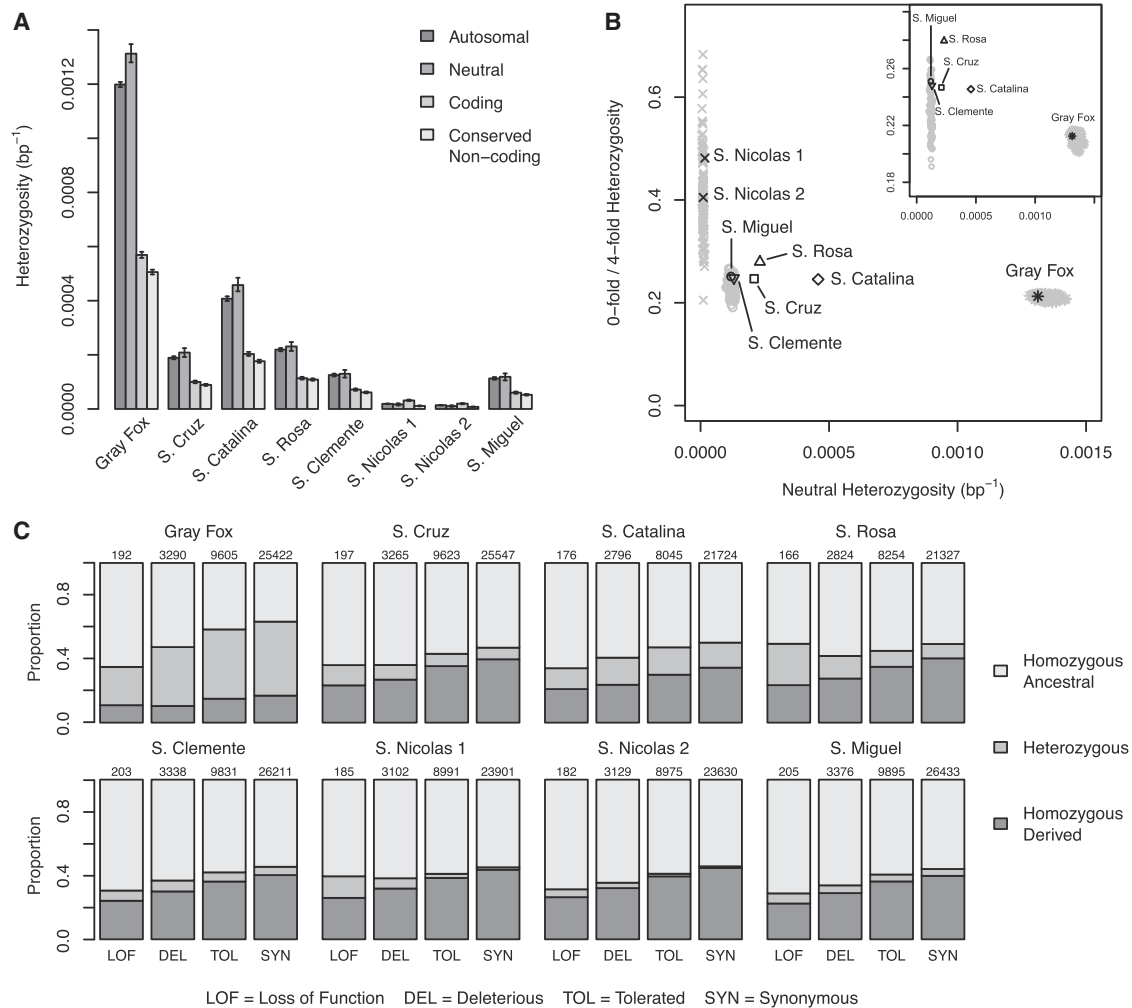 A
Heterozygosity (bp−1)
0.0012
0.0008
0.0004
0.0000
Autosomal
Neutral
Coding
Conserved
Non−coding
Gray Fox
S. Cruz
S. Catalina
S. Rosa
S. Clemente
S. Nicolas 1
S. Nicolas 2
S. Miguel
B
0−fold / 4−fold Heterozygosity
0.6
0.4
0.2
0.0
S. Nicolas 1
S. Nicolas 2
S. Miguel
S. Rosa
S. Catalina
S. Cruz
S. Clemente
Gray Fox
0.0000 0.0005 0.0010 0.0015
Neutral Heterozygosity (bp−1)
0.26
0.22
0.18
S. Miguel
S. Rosa
S. Cruz
S. Catalina
S. Clemente
Gray Fox
0.0000 0.0005 0.0010
C
Gray Fox S. Cruz S. Catalina S. Rosa
192 3290 9605 25422 197 3265 9623 25547 176 2796 8045 21724 166 2824 8254 21327
Proportion
0.8
0.4
0.0
S. Clemente S. Nicolas 1 S. Nicolas 2 S. Miguel
203 3338 9831 26211 185 3102 8991 23901 182 3129 8975 23630 205 3376 9895 26433
Proportion
0.8
0.4
0.0
LOF DEL TOL SYN LOF DEL TOL SYN LOF DEL TOL SYN LOF DEL TOL SYN
Homozygous
Ancestral
Heterozygous
Homozygous
Derived
LOF = Loss of Function DEL = Deleterious TOL = Tolerated SYN = Synonymous